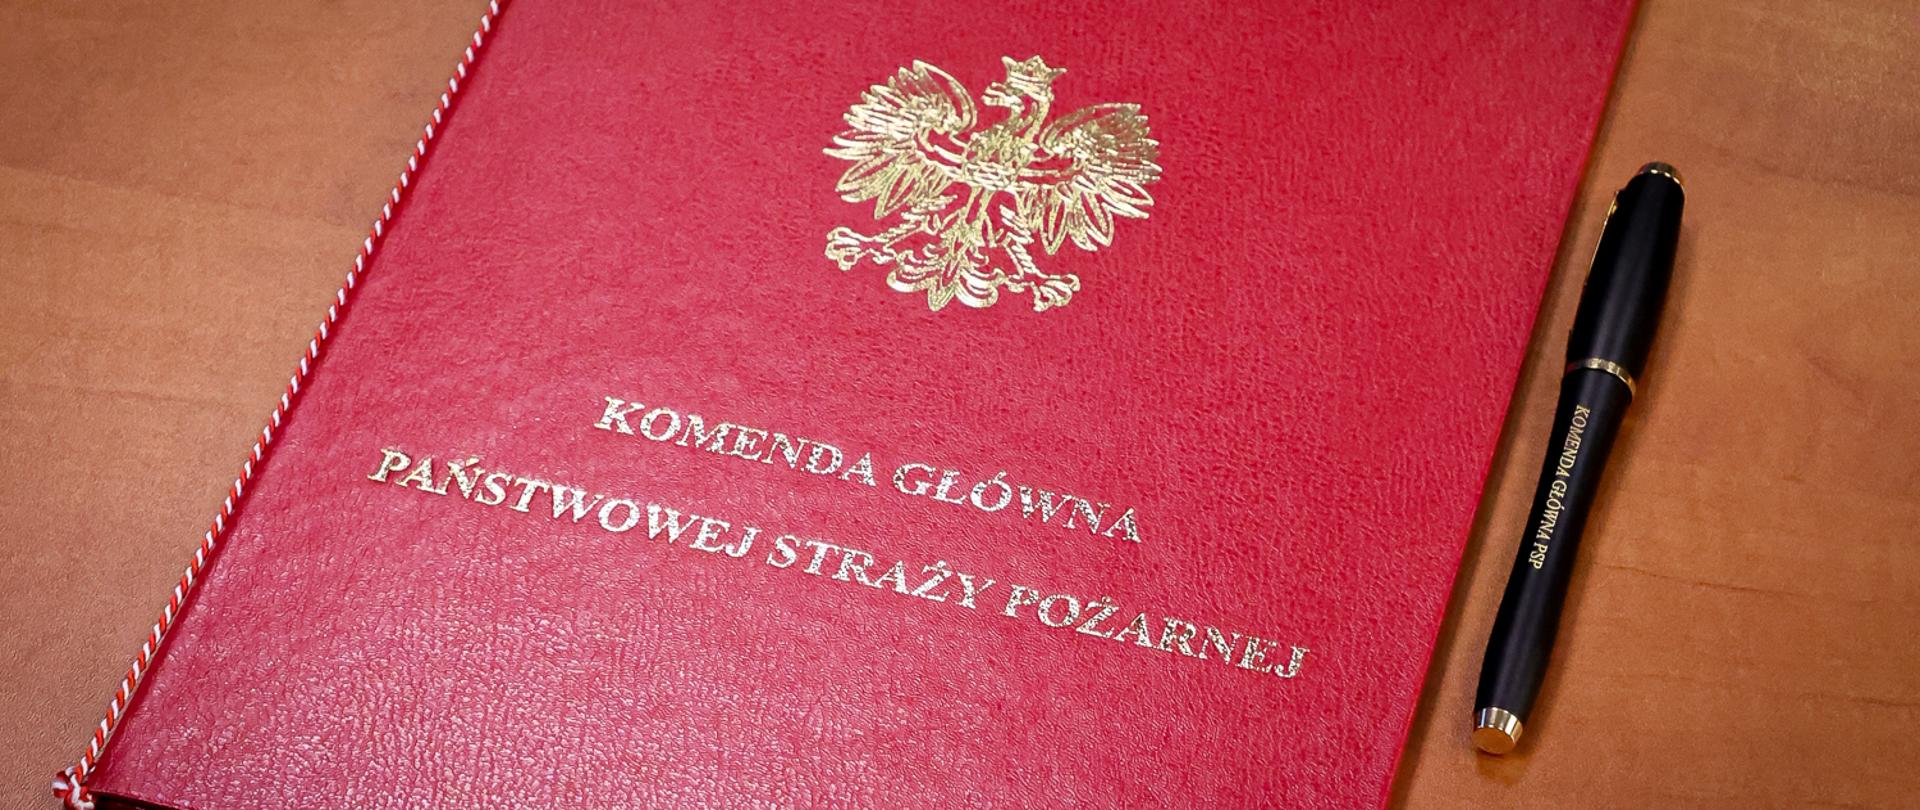 KOMENDA GŁÓWNA
PAŃSTWOWEJ STRAŻY POŻARNEJ
KOMENDA GŁÓWNA PSP